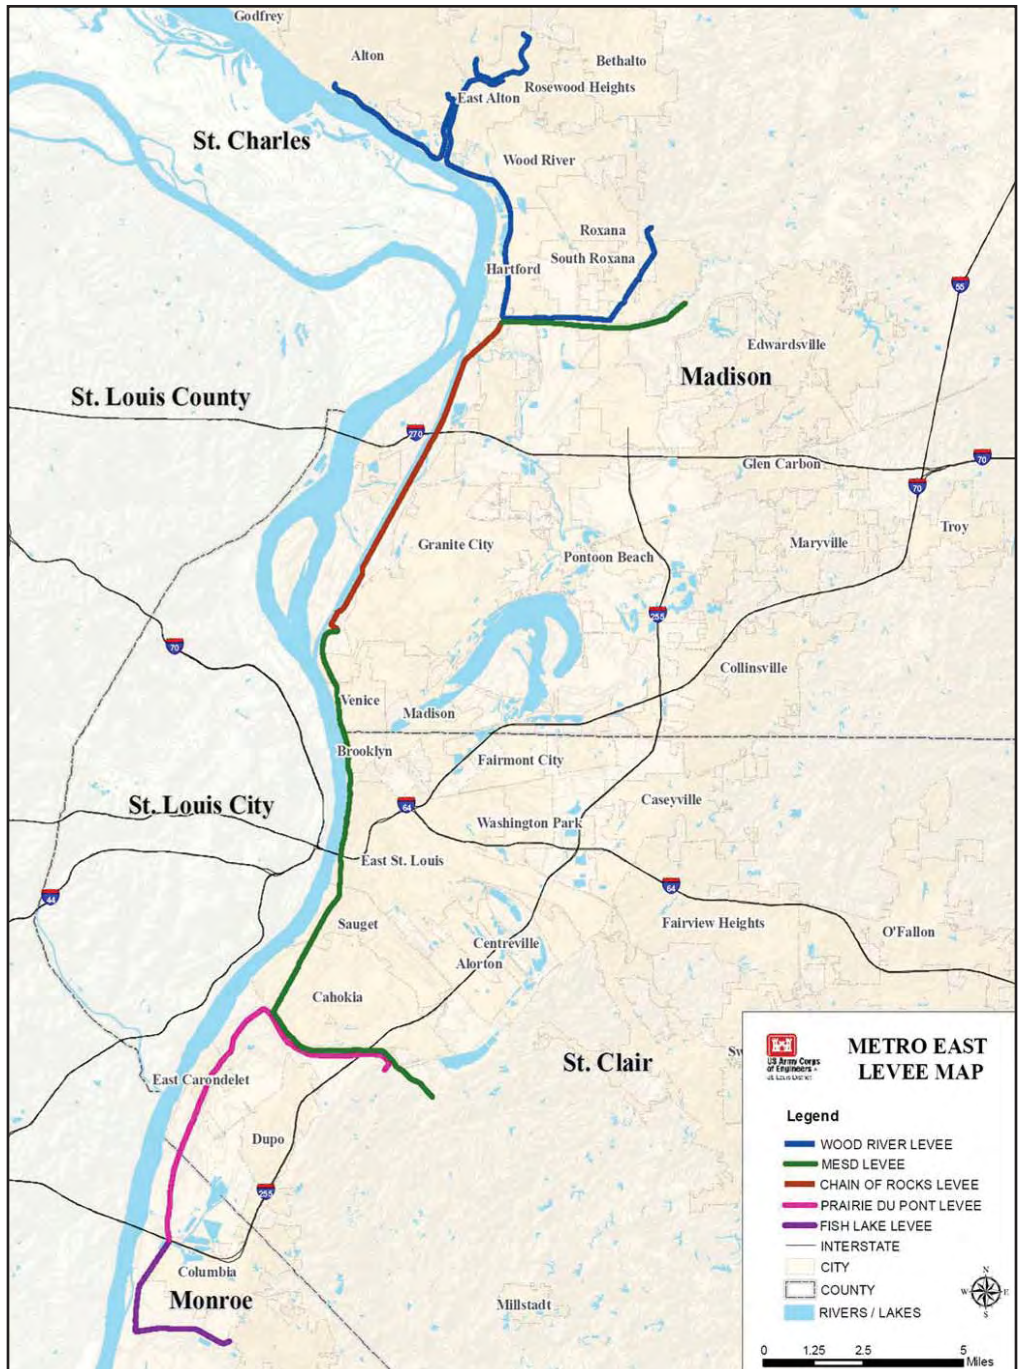 Godfrey
Alton
Bethalto
Rosewood Heights
East Alton
St. Charles
Wood River
Roxana
South Roxana
Hartford
55
Edwardsville
Madison
St. Louis County
270
70
Glen Carbon
70
Troy
Granite City
Maryville
Pontoon Beach
255
70
Collinsville
Venice
Madison
Brooklyn
Fairmont City
St. Louis City
64
Caseyville
Washington Park
East St. Louis
64
44
Sauget
Fairview Heights
O'Fallon
Centreville
Alorton
Cahokia
St. Clair
Sw
East Carondelet
Dupo
255
Columbia
Monroe
Millstadt
US Army Corps
of Engineers
St. Louis District
METRO EAST
LEVEE MAP
Legend
WOOD RIVER LEVEE
MESD LEVEE
CHAIN OF ROCKS LEVEE
PRAIRIE DU PONT LEVEE
FISH LAKE LEVEE
INTERSTATE
CITY
COUNTY
RIVERS / LAKES
N
W E
S
0 1.25 2.5 5
Miles